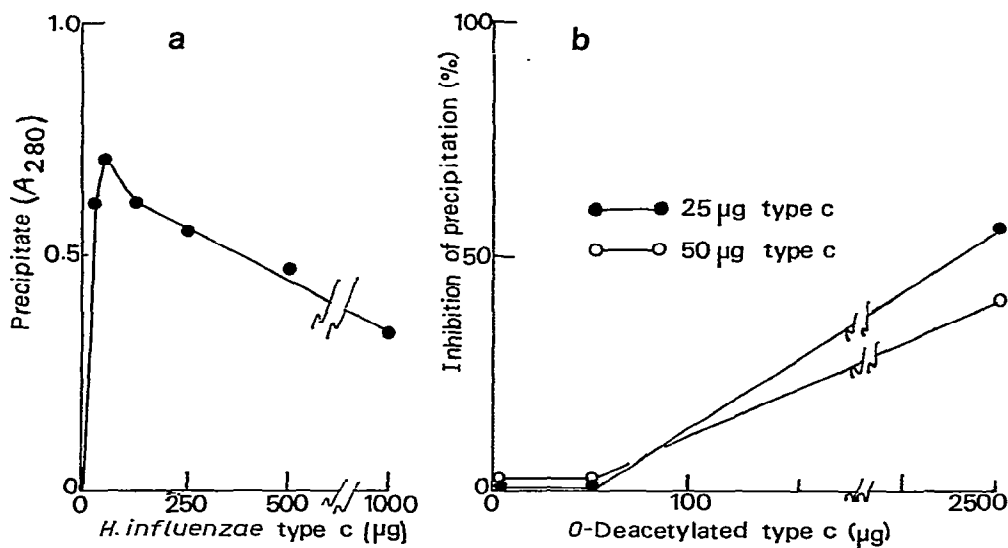 a
1.0
0.5
0
Precipitate (A280)
0 250 500 1000
H.influenzae type c (µg)
b
100
50
0
Inhibition of precipitation (%)
25 µg type c
50 µg type c
100 2500
O-Deacetylated type c (µg)